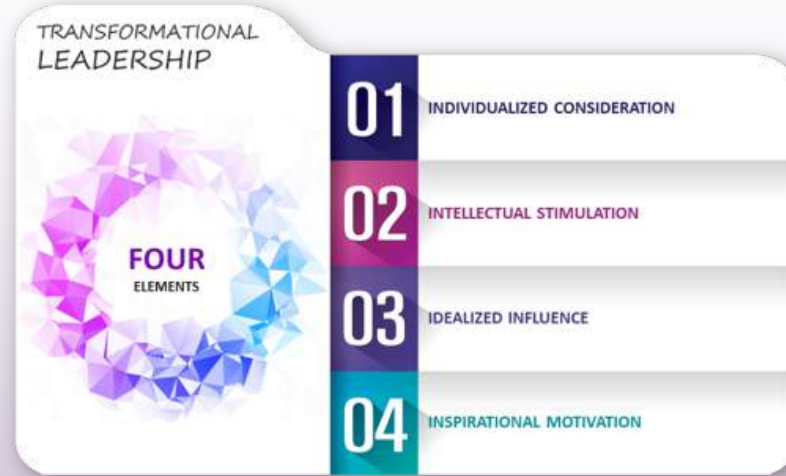 TRANSFORMATIONAL
LEADERSHIP
FOUR
ELEMENTS
01
INDIVIDUALIZED CONSIDERATION
02
INTELLECTUAL STIMULATION
03
IDEALIZED INFLUENCE
04
INSPIRATIONAL MOTIVATION